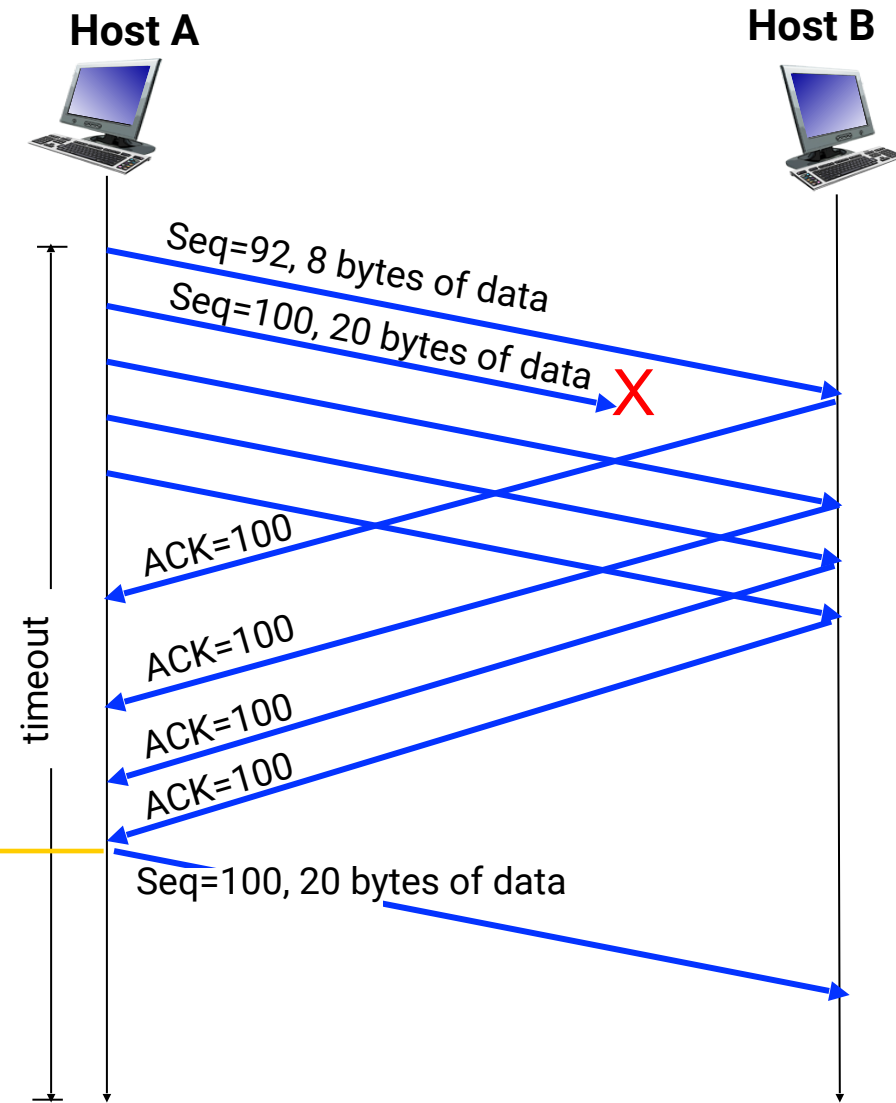 Host A
Host B
Seq=92, 8 bytes of data
Seq=100, 20 bytes of data
X
ACK=100
ACK=100
ACK=100
ACK=100
timeout
Seq=100, 20 bytes of data